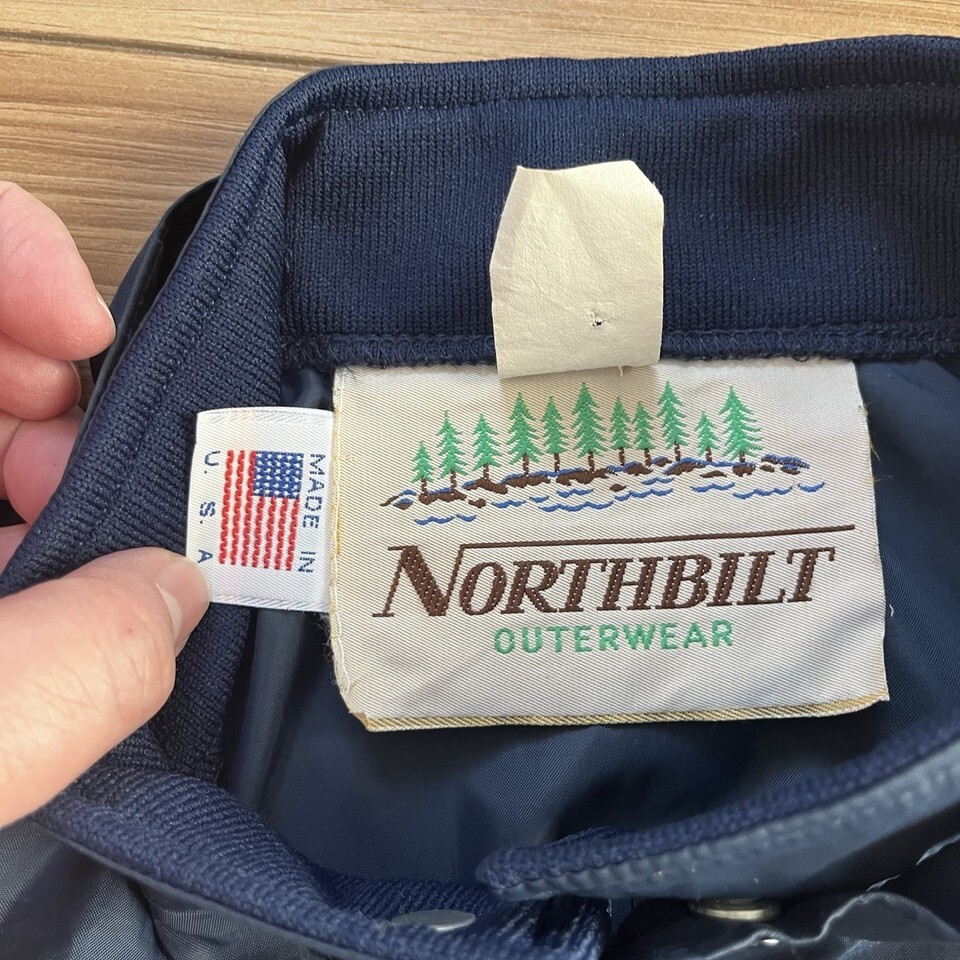 MADE IN
U. S. A
NORTHBILT
OUTERWEAR